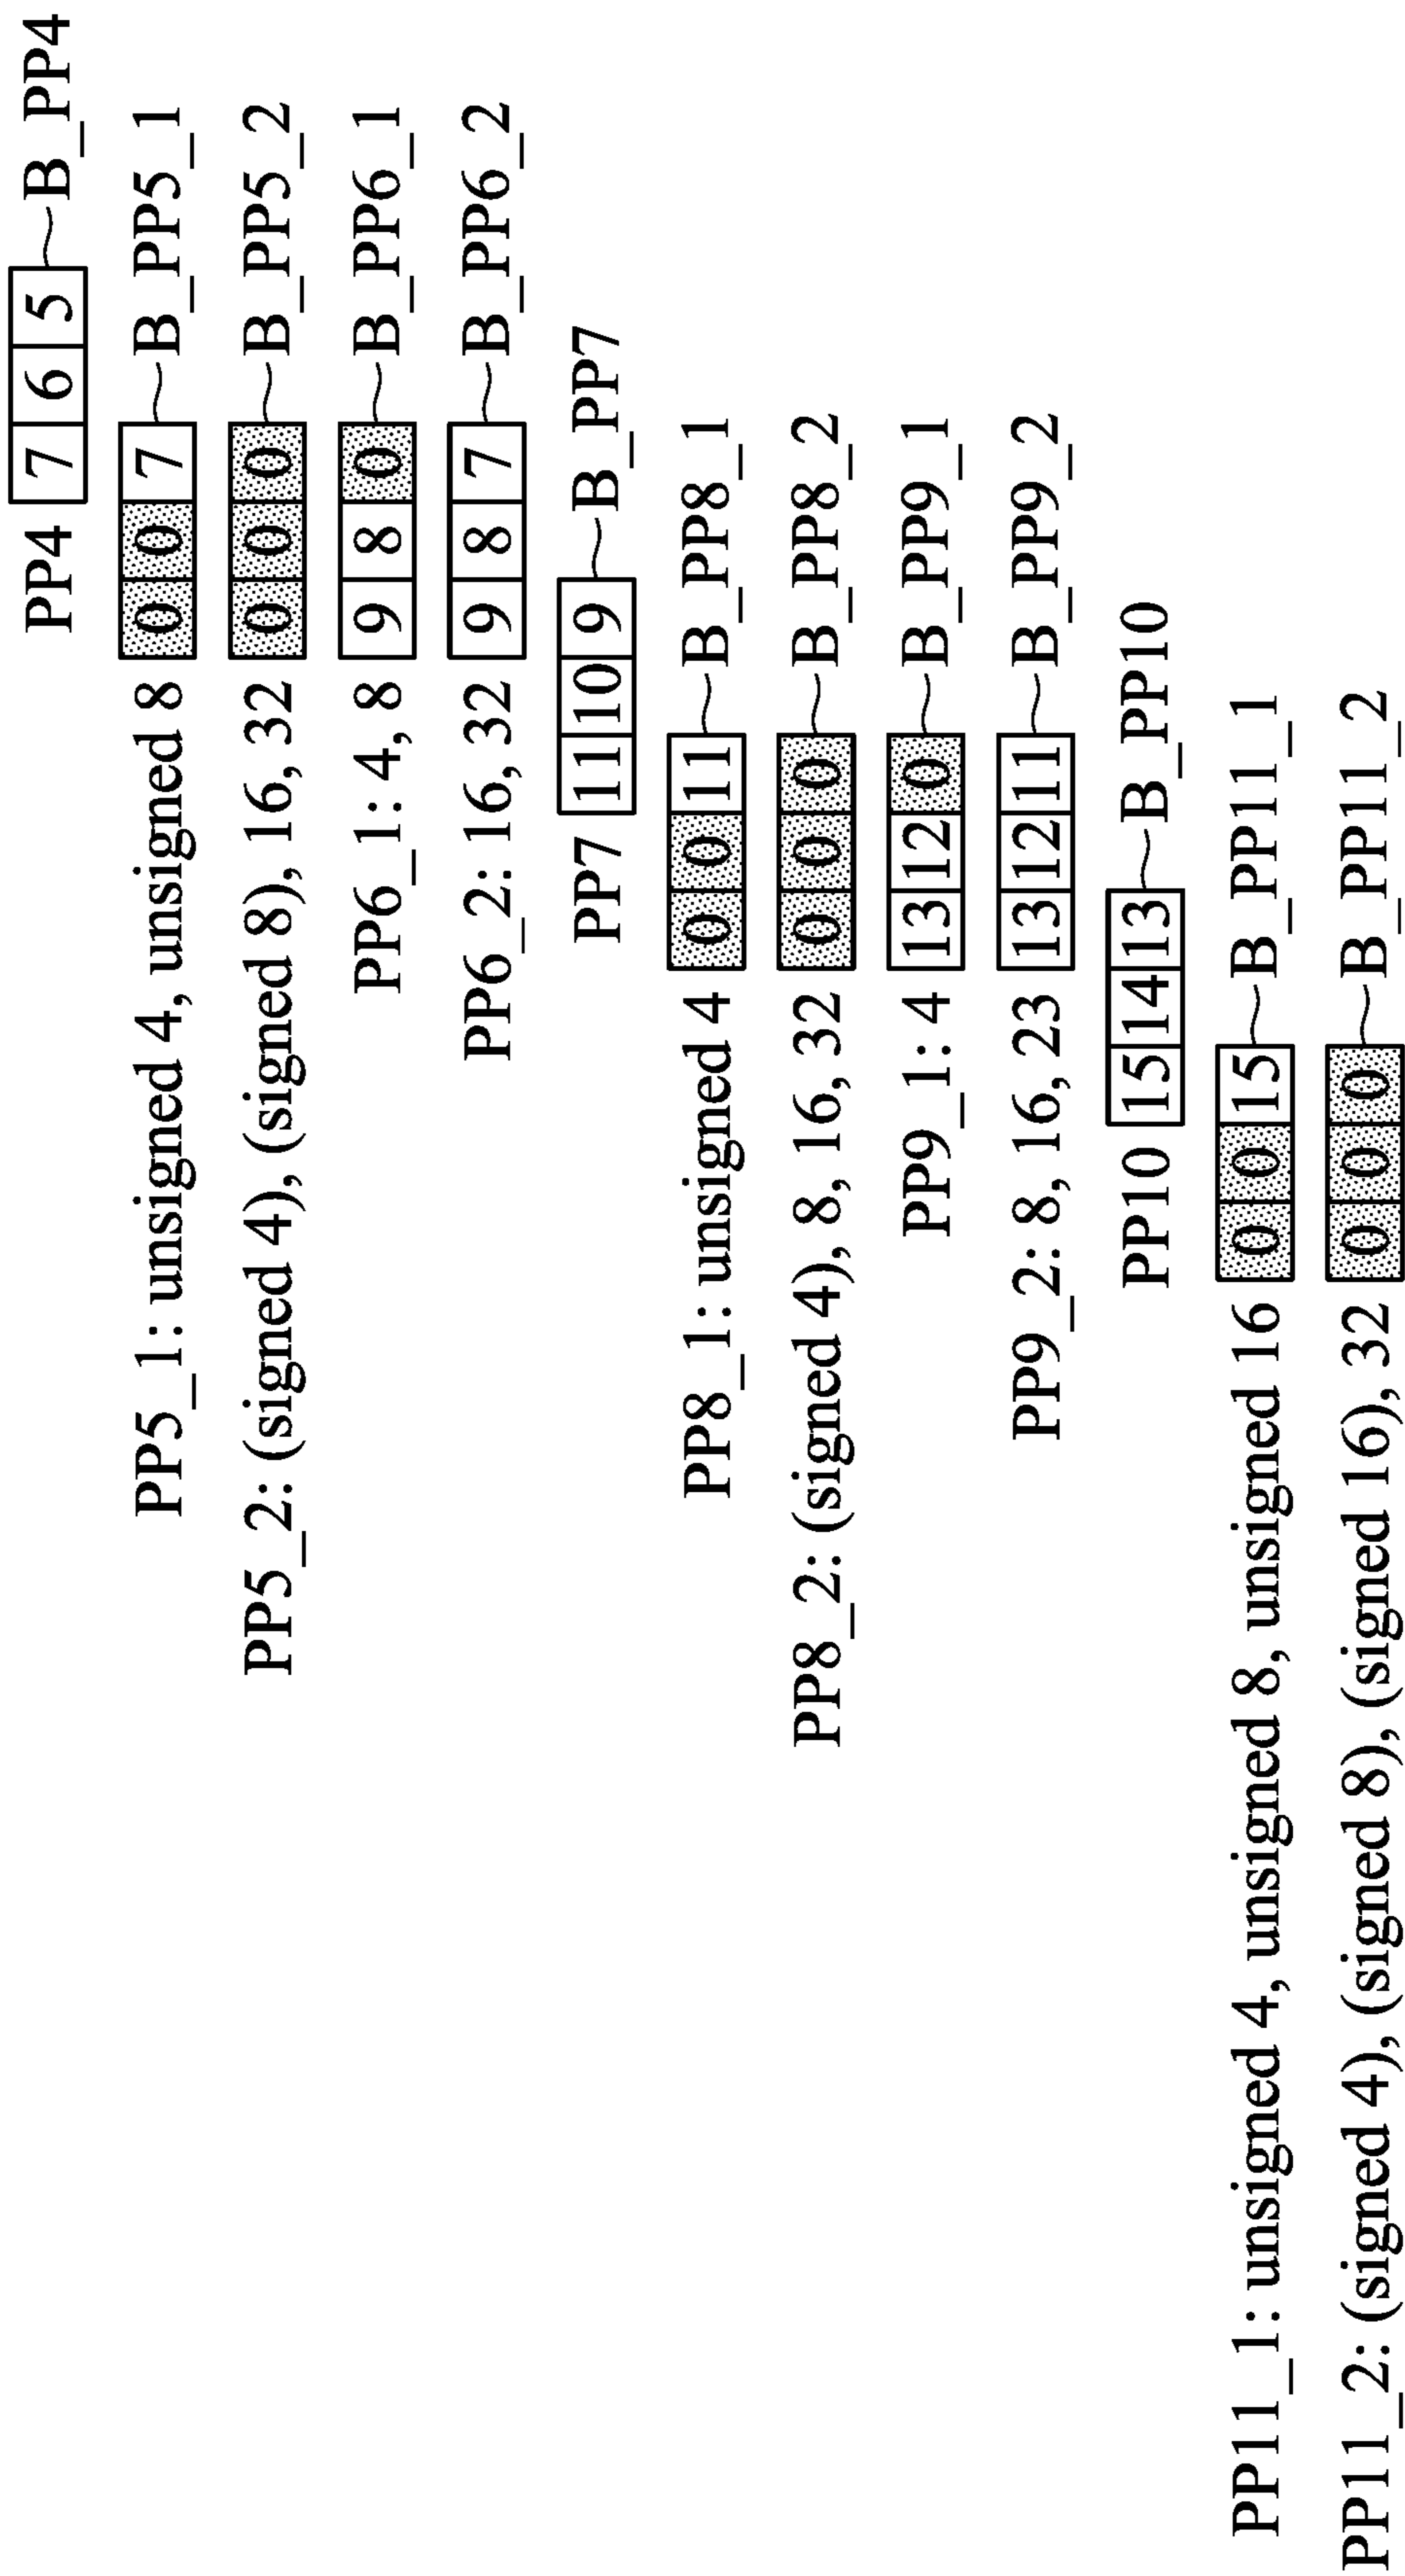 PP4 7 6 5 B_PP4
PP5_1: unsigned 4, unsigned 8 0 0 7 B_PP5_1
PP5_2: (signed 4), (signed 8), 16, 32 0 0 0 B_PP5_2
PP6_1: 4, 8 9 8 0 B_PP6_1
PP6_2: 16, 32 9 8 7 B_PP6_2
PP7 11 10 9 B_PP7
PP8_1: unsigned 4 0 0 11 B_PP8_1
PP8_2: (signed 4), 8, 16, 32 0 0 0 B_PP8_2
PP9_1: 4 13 12 0 B_PP9_1
PP9_2: 8, 16, 23 13 12 11 B_PP9_2
PP10 15 14 13 B_PP10
PP11_1: unsigned 4, unsigned 8, unsigned 16 0 0 15 B_PP11_1
PP11_2: (signed 4), (signed 8), (signed 16), 32 0 0 0 B_PP11_2